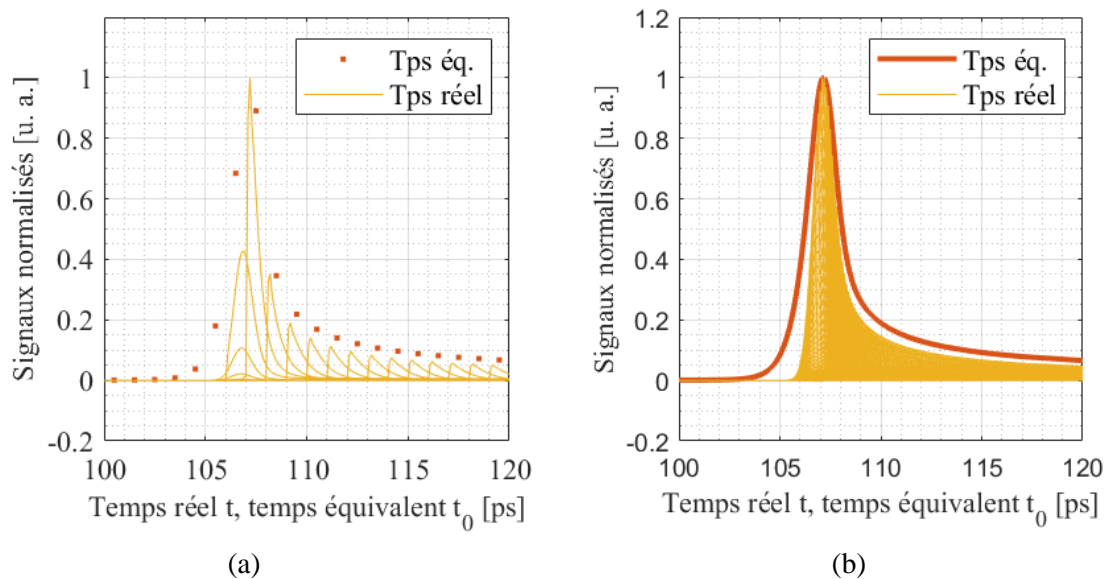 Signaux normalisés [u. a.]
1
0.8
0.6
0.4
0.2
0
-0.2
Tps éq.
Tps réel
100 105 110 115 120
Temps réel t, temps équivalent t0 [ps]
(a)
Signaux normalisés [u. a.]
1.2
1
0.8
0.6
0.4
0.2
0
-0.2
Tps éq.
Tps réel
100 105 110 115 120
Temps réel t, temps équivalent t0 [ps]
(b)